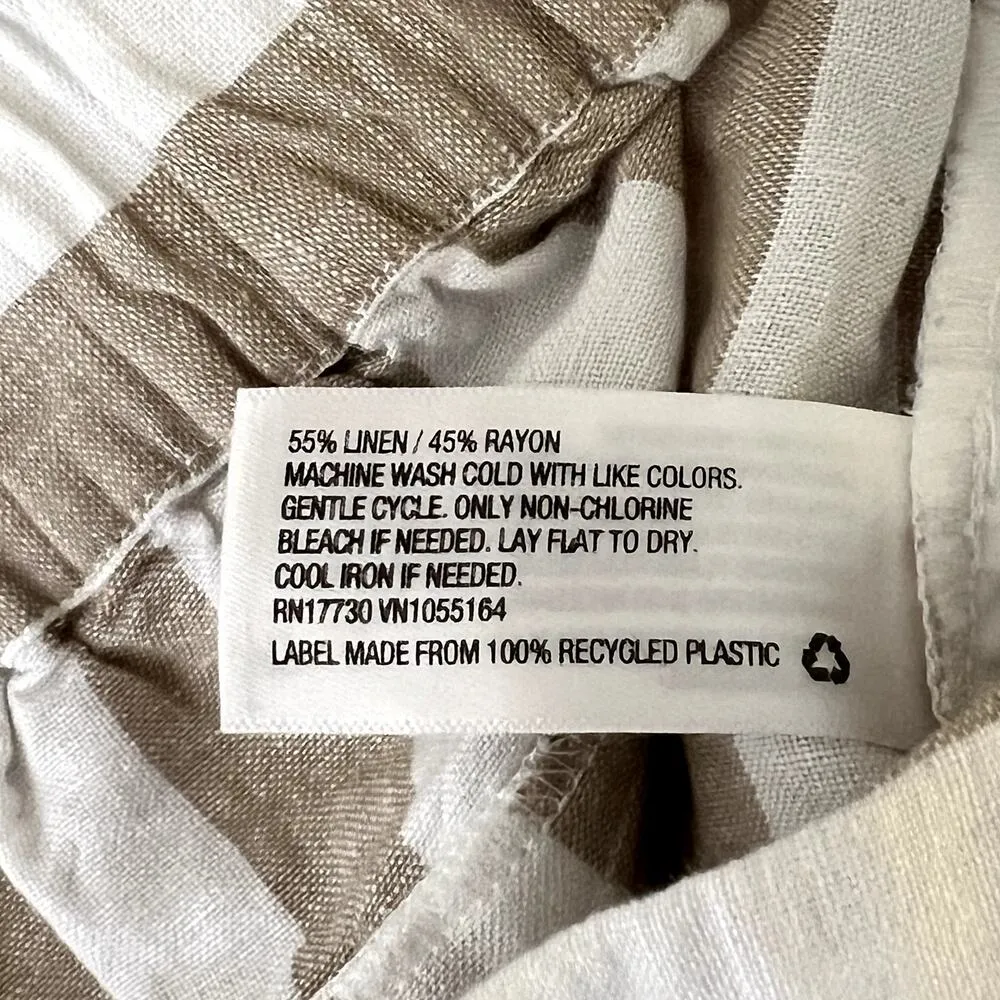 55% LINEN / 45% RAYON
MACHINE WASH COLD WITH LIKE COLORS.
GENTLE CYCLE. ONLY NON-CHLORINE
BLEACH IF NEEDED. LAY FLAT TO DRY.
COOL IRON IF NEEDED.
RN17730 VN1055164
LABEL MADE FROM 100% RECYCLED PLASTIC